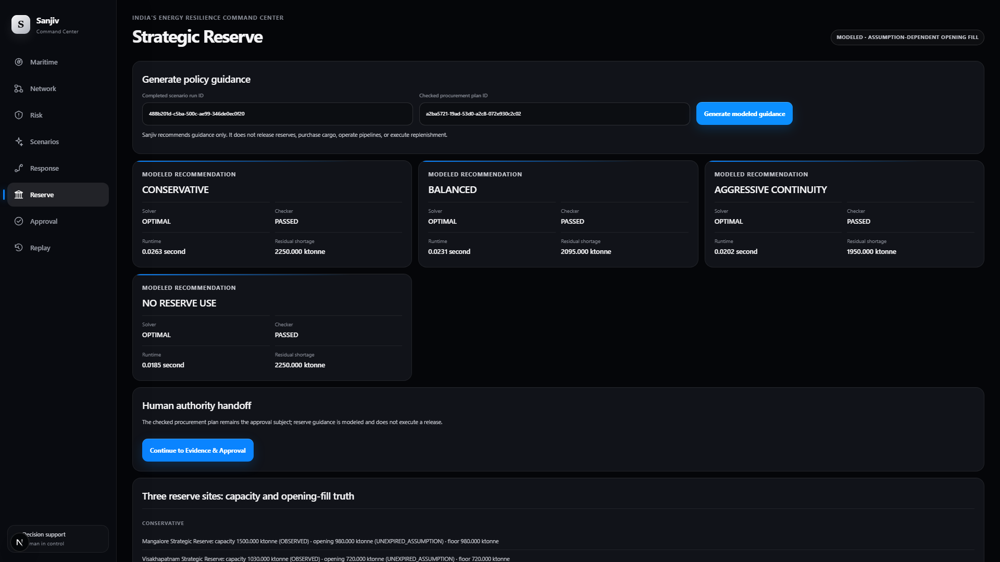 S
Sanjiv
Command Center
Maritime
Network
Risk
Scenarios
Response
Reserve
Approval
Replay
Decision support
man in control
N
INDIA'S ENERGY RESILIENCE COMMAND CENTER
Strategic Reserve
MODELED · ASSUMPTION-DEPENDENT OPENING FILL
Generate policy guidance
Completed scenario run ID
488b201d-c5ba-500c-ae99-346de0ec0f20
Checked procurement plan ID
a2ba5721-19ad-53d0-a2c8-072e930c2c02
Generate modeled guidance
Sanjiv recommends guidance only. It does not release reserves, purchase cargo, operate pipelines, or execute replenishment.
MODELED RECOMMENDATION
CONSERVATIVE
Solver
OPTIMAL
Checker
PASSED
Runtime
0.0263 second
Residual shortage
2250.000 ktonne
MODELED RECOMMENDATION
BALANCED
Solver
OPTIMAL
Checker
PASSED
Runtime
0.0231 second
Residual shortage
2095.000 ktonne
MODELED RECOMMENDATION
AGGRESSIVE CONTINUITY
Solver
OPTIMAL
Checker
PASSED
Runtime
0.0202 second
Residual shortage
1950.000 ktonne
MODELED RECOMMENDATION
NO RESERVE USE
Solver
OPTIMAL
Checker
PASSED
Runtime
0.0185 second
Residual shortage
2250.000 ktonne
Human authority handoff
The checked procurement plan remains the approval subject; reserve guidance is modeled and does not execute a release.
Continue to Evidence & Approval
Three reserve sites: capacity and opening-fill truth
CONSERVATIVE
Mangalore Strategic Reserve: capacity 1500.000 ktonne (OBSERVED) · opening 980.000 ktonne (UNEXPIRED_ASSUMPTION) · floor 980.000 ktonne
Visakhapatnam Strategic Reserve: capacity 1030.000 ktonne (OBSERVED) · opening 720.000 ktonne (UNEXPIRED_ASSUMPTION) · floor 720.000 ktonne